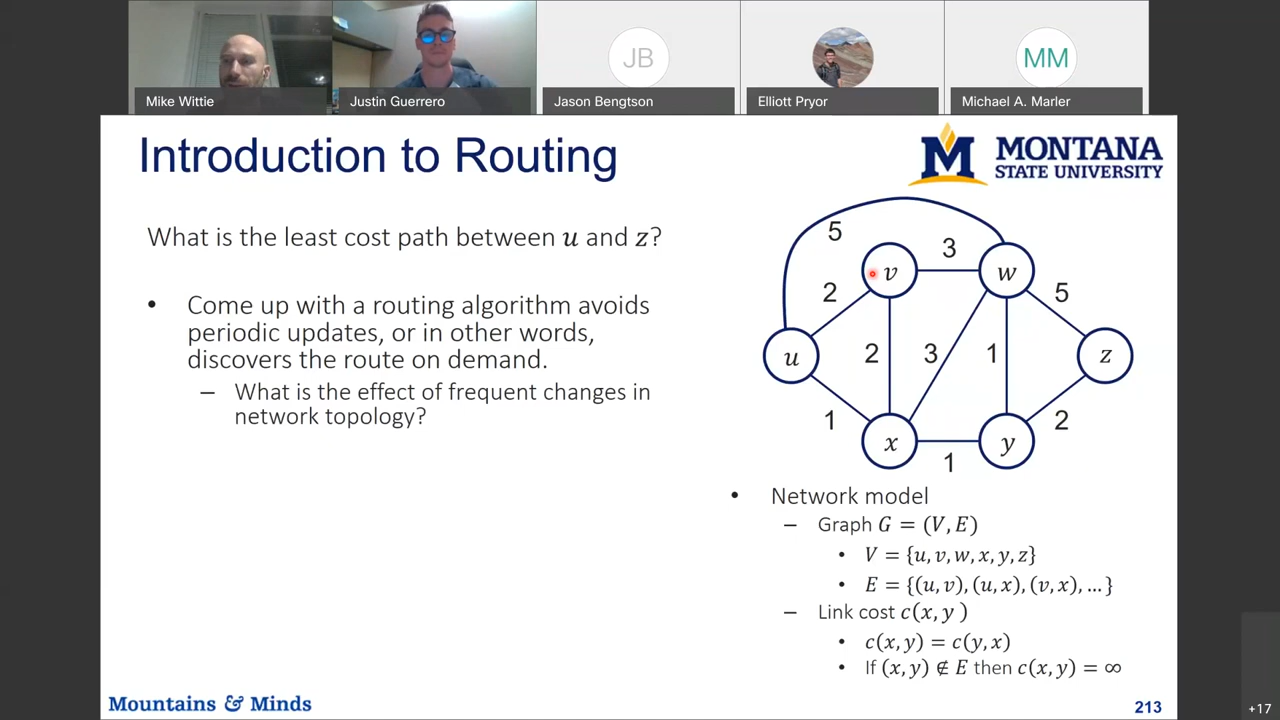 JB
MM
Mike Wittie
Justin Guerrero
Jason Bengtson
Elliott Pryor
Michael A. Marler
Introduction to Routing
M MONTANA
STATE UNIVERSITY
What is the least cost path between u and z?
• Come up with a routing algorithm avoids
periodic updates, or in other words,
discovers the route on demand.
– What is the effect of frequent changes in
network topology?
5
3
v
w
2
5
u
2
3
1
z
1
2
x
y
1
• Network model
– Graph G = (V, E)
• V = {u, v, w, x, y, z}
• E = {(u, v), (u, x), (v, x), … }
– Link cost c(x, y)
• c(x, y) = c(y, x)
• If (x, y) ∉ E then c(x, y) = ∞
Mountains & Minds
213
+17